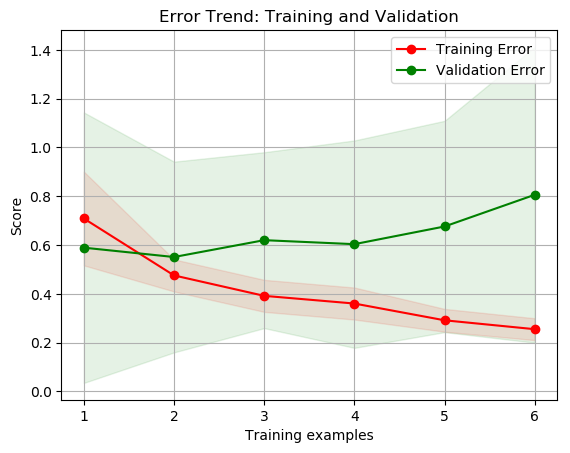 Error Trend: Training and Validation
Training Error
Validation Error
Score
1.4
1.2
1.0
0.8
0.6
0.4
0.2
0.0
1 2 3 4 5 6
Training examples